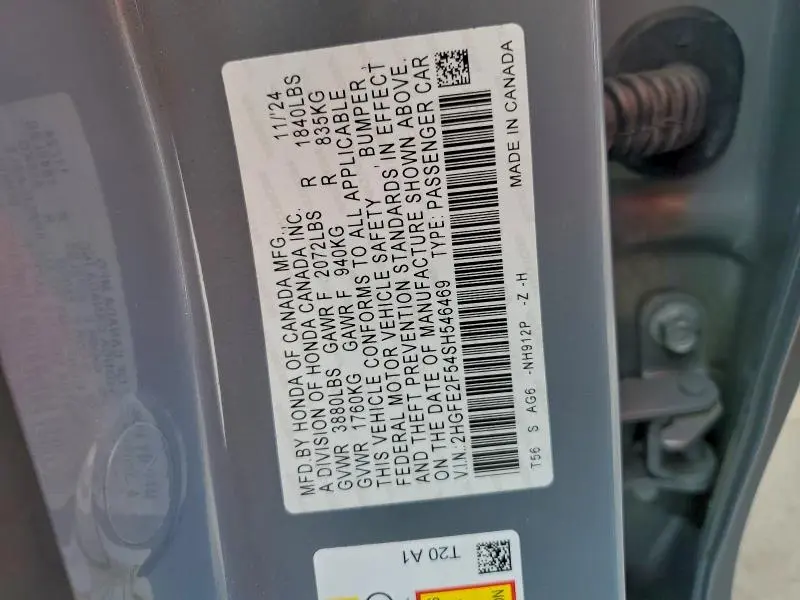 MFD.BY HONDA OF CANADA MFG., 11/'24
A DIVISION OF HONDA CANADA INC.
GVWR 3880LBS GAWR F 2072LBS R 1840LBS
GVWR 1760KG GAWR F 940KG R 835KG
THIS VEHICLE CONFORMS TO ALL APPLICABLE
FEDERAL MOTOR VEHICLE SAFETY, BUMPER,
AND THEFT PREVENTION STANDARDS IN EFFECT
ON THE DATE OF MANUFACTURE SHOWN ABOVE.
V.I.N.:2HGFE2F54SH546469 TYPE: PASSENGER CAR
T56 S AG6 -NH912P -Z -H MADE IN CANADA
T20 A1